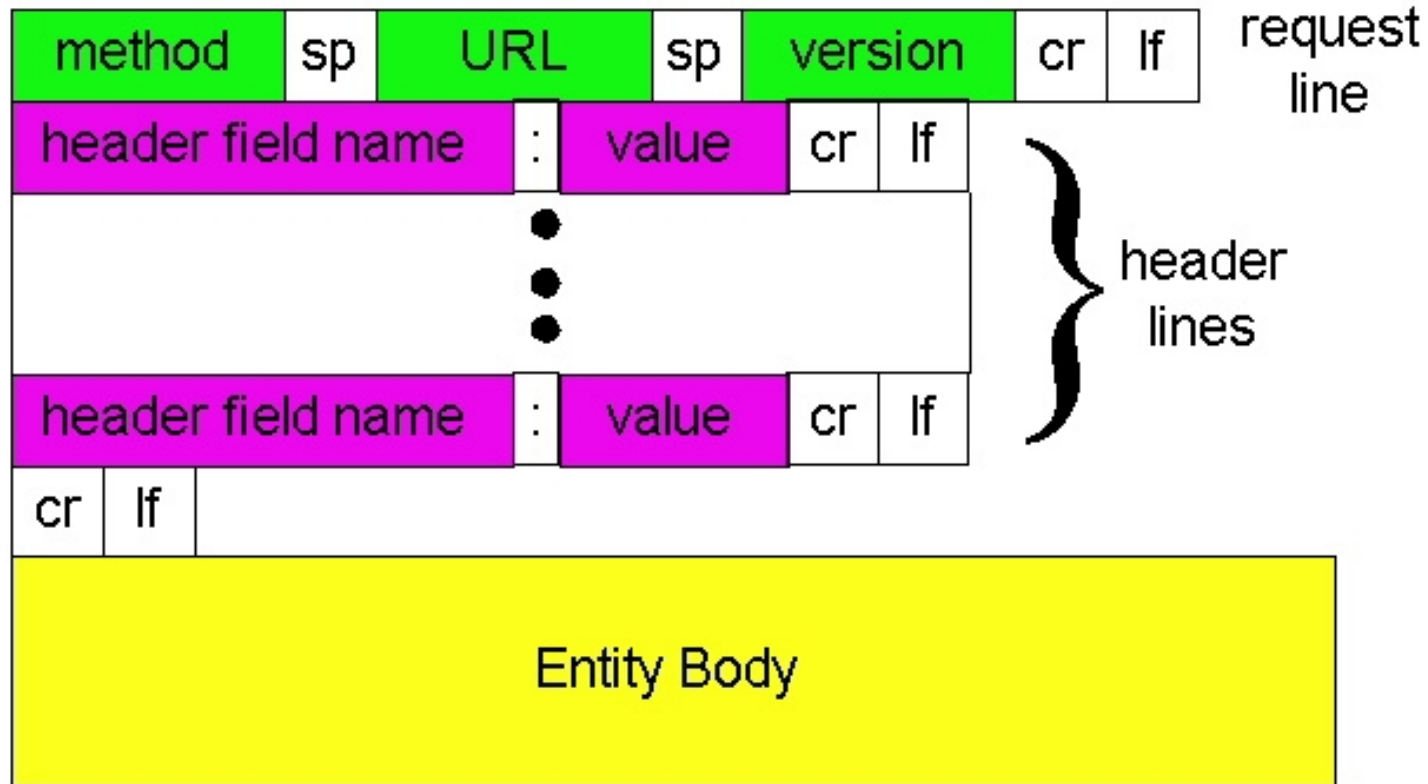 method sp URL sp version cr lf
request
line
header field name : value cr lf
header
lines
header field name : value cr lf
cr lf
Entity Body